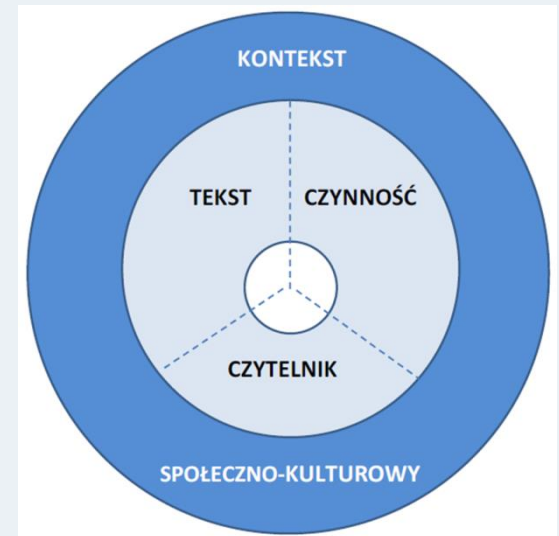 KONTEKST
TEKST
CZYNNOŚĆ
CZYTELNIK
SPOŁECZNO-KULTUROWY